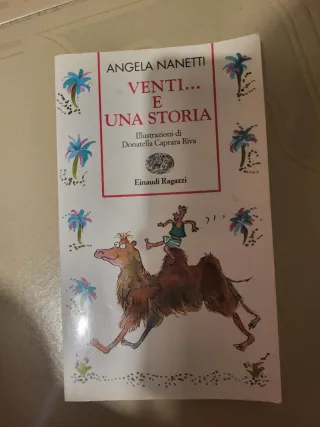 ANGELA NANETTI
VENTI...
E
UNA STORIA
Illustrazioni di
Donatella Caprara Riva
Einaudi Ragazzi